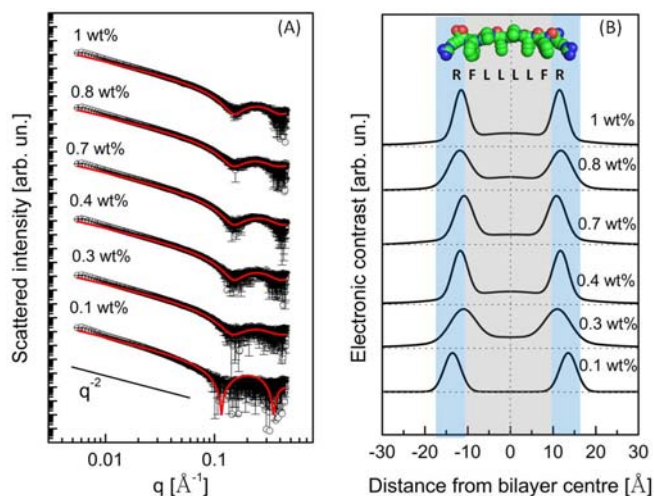 (A)
1 wt%
0.8 wt%
0.7 wt%
0.4 wt%
0.3 wt%
0.1 wt%
q⁻²
Scattered intensity [arb. un.]
0.01
0.1
q [Å⁻¹]
(B)
R F L L L L F R
1 wt%
0.8 wt%
0.7 wt%
0.4 wt%
0.3 wt%
0.1 wt%
Electronic contrast [arb. un.]
-30 -20 -10 0 10 20 30
Distance from bilayer centre [Å]